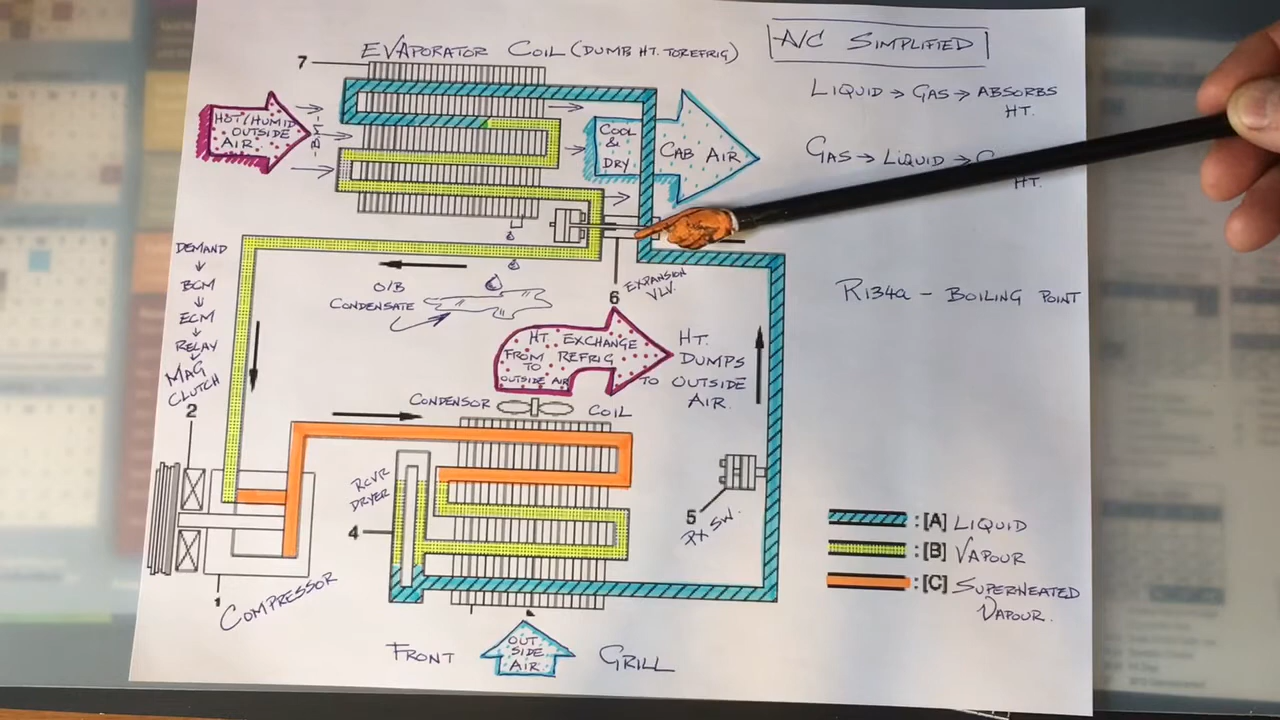 A/C SIMPLIFIED
7
EVAPORATOR COIL (DUMB HT. TO REFRIG)
LIQUID → GAS → ABSORBS
HT.
GAS → LIQUID →
HT.
HOT/HUMID
OUTSIDE
AIR
COOL
&
DRY
CAB AIR
6
EXPANSION
VLV.
O/B
CONDENSATE
DEMAND
↓
BCM
↓
ECM
↓
RELAY
↓
MAG
CLUTCH
2
R134a - BOILING POINT
HT. EXCHANGE
FROM REFRIG
TO
OUTSIDE AIR
HT.
DUMPS
TO OUTSIDE
AIR.
CONDENSOR COIL
RCVR
DRYER
4
5
SW.
1
COMPRESSOR
: [A] LIQUID
: [B] VAPOUR
: [C] SUPERHEATED
VAPOUR.
OUT
SIDE
AIR
FRONT GRILL